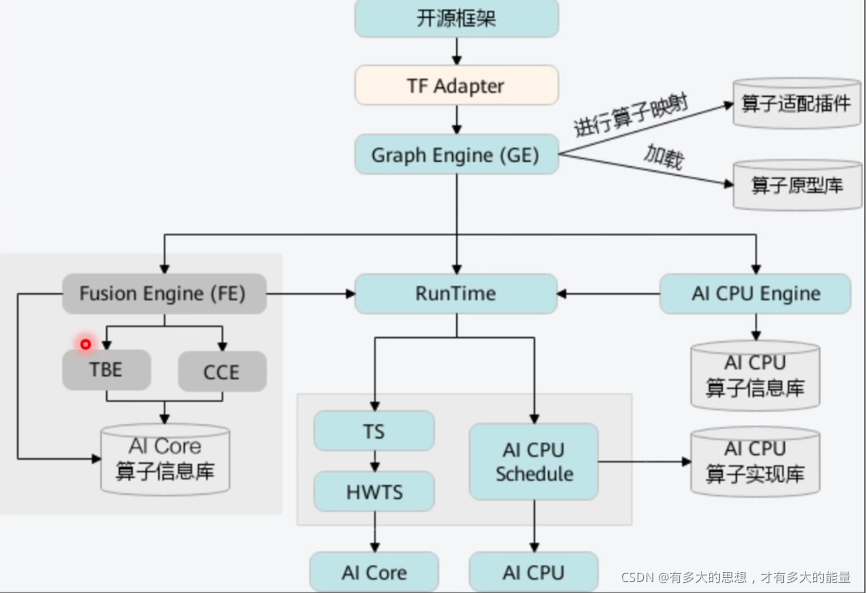 开源框架
TF Adapter
Graph Engine (GE)
进行算子映射
加载
算子适配插件
算子原型库
Fusion Engine (FE)
RunTime
AI CPU Engine
TBE
CCE
AI CPU
算子信息库
AI Core
算子信息库
TS
HWTS
AI CPU
Schedule
AI CPU
算子实现库
AI Core
AI CPU
CSDN @有多大的思想，才有多大的能量